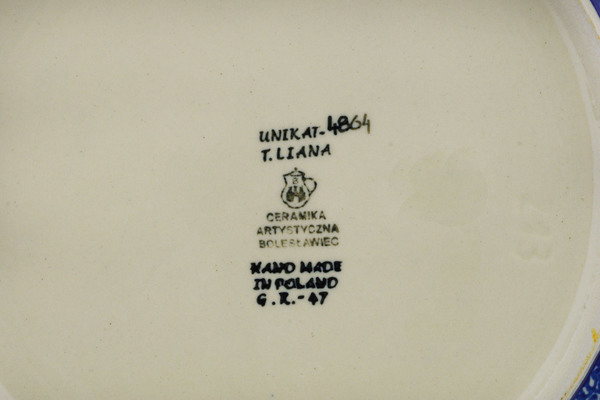 UNIKAT-4864
T. LIANA
CERAMIKA
ARTYSTYCZNA
BOLESŁAWIEC
HAND MADE
IN POLAND
G.R.-47